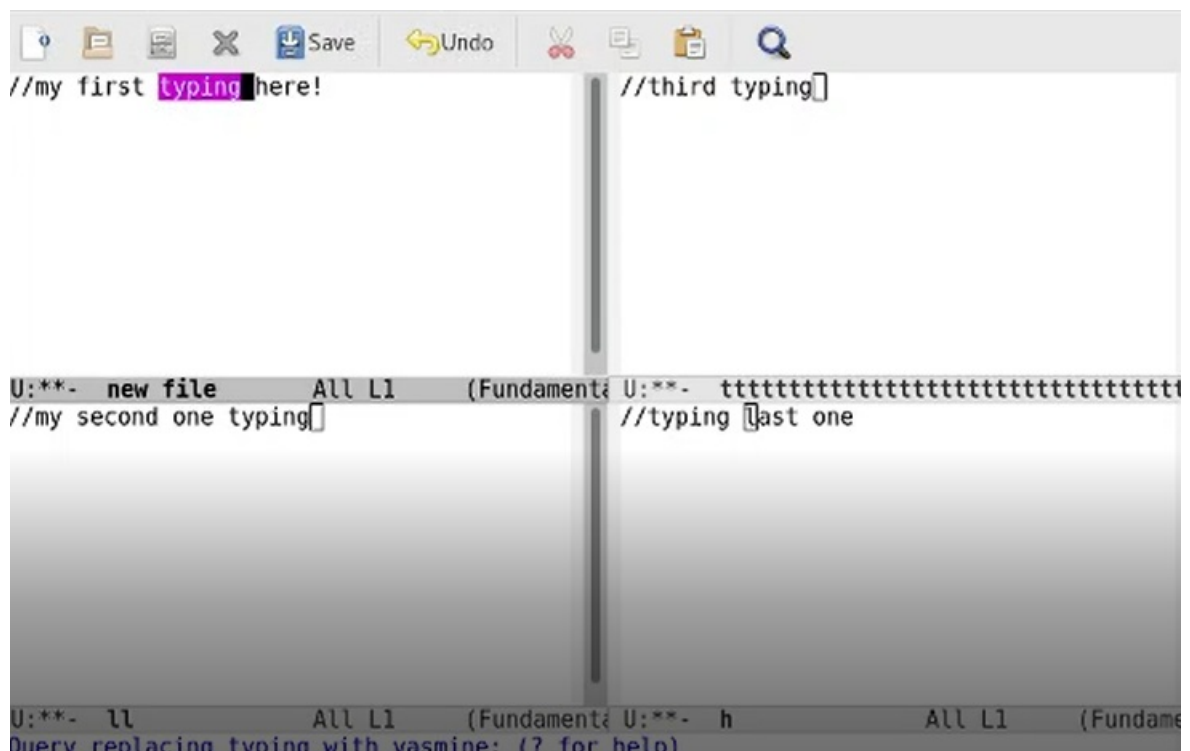 Save Undo
//my first typing here!
//third typing
U:**- new file All L1 (Fundamenta
U:**- tttttttttttttttttttttttttttttttttt
//my second one typing
//typing last one
U:**- ll All L1 (Fundamenta
U:**- h All L1 (Fundame
Query replacing typing with yasmine: (? for help)